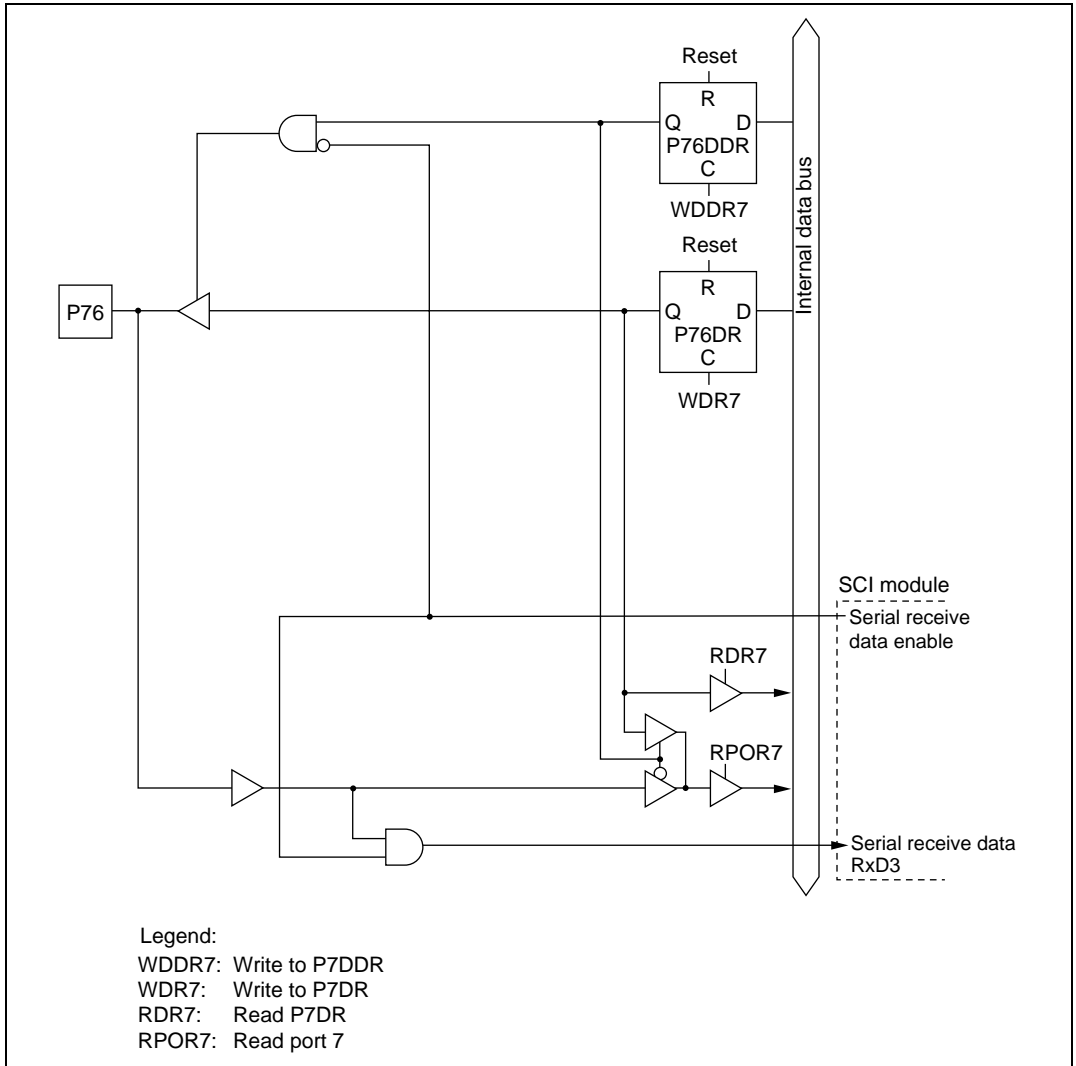 Reset
R
Q D
P76DDR
C
WDDR7
Reset
R
Q D
P76DR
C
WDR7
Internal data bus
P76
SCI module
Serial receive
data enable
RDR7
RPOR7
Serial receive data
RxD3
Legend:
WDDR7: Write to P7DDR
WDR7: Write to P7DR
RDR7: Read P7DR
RPOR7: Read port 7